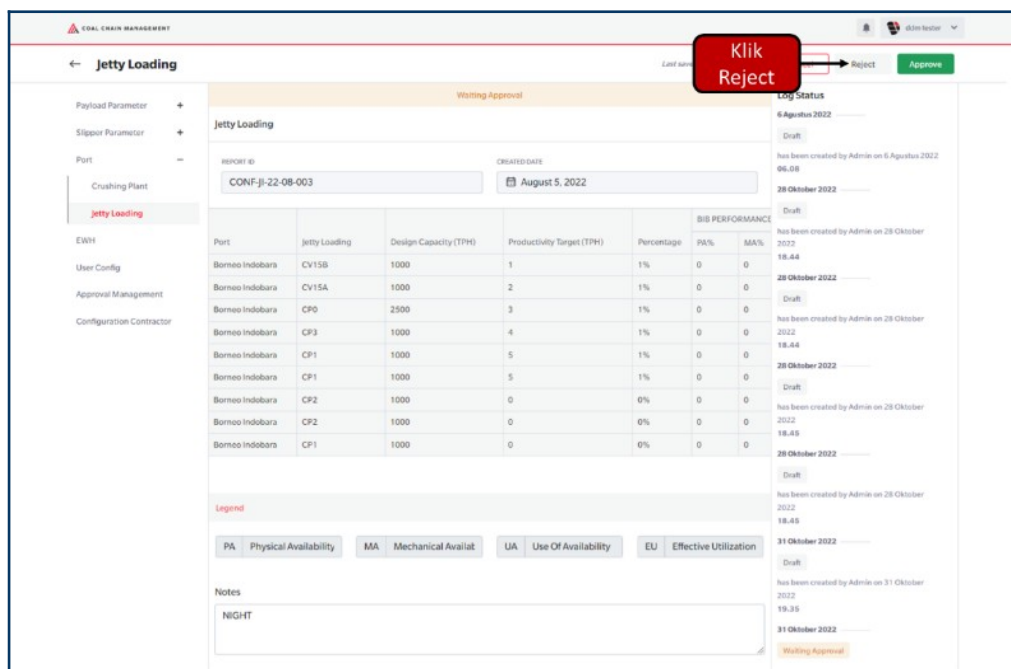 COAL CHAIN MANAGEMENT
ddm tester
← Jetty Loading
Last save
Klik
Reject
Reject
Approve
Payload Parameter +
Slipper Parameter +
Port −
Crushing Plant
Jetty Loading
EWH
User Config
Approval Management
Configuration Contractor
Waiting Approval
Jetty Loading
REPORT ID
CREATED DATE
CONF-JI-22-08-003
August 5, 2022
BIB PERFORMANCE
Port Jetty Loading Design Capacity (TPH) Productivity Target (TPH) Percentage PA% MA%
Borneo Indobara CV15B 1000 1 1% 0 0
Borneo Indobara CV15A 1000 2 1% 0 0
Borneo Indobara CP0 2500 3 1% 0 0
Borneo Indobara CP3 1000 4 1% 0 0
Borneo Indobara CP1 1000 5 1% 0 0
Borneo Indobara CP1 1000 5 1% 0 0
Borneo Indobara CP2 1000 0 0% 0 0
Borneo Indobara CP2 1000 0 0% 0 0
Borneo Indobara CP1 1000 0 0% 0 0
Legend
PA Physical Availability MA Mechanical Availat UA Use Of Availability EU Effective Utilization
Notes
NIGHT
Log Status
6 Agustus 2022
Draft
has been created by Admin on 6 Agustus 2022
06.08
28 Oktober 2022
Draft
has been created by Admin on 28 Oktober
2022
18.44
28 Oktober 2022
Draft
has been created by Admin on 28 Oktober
2022
18.44
28 Oktober 2022
Draft
has been created by Admin on 28 Oktober
2022
18.45
28 Oktober 2022
Draft
has been created by Admin on 28 Oktober
2022
18.45
31 Oktober 2022
Draft
has been created by Admin on 31 Oktober
2022
19.35
31 Oktober 2022
Waiting Approval